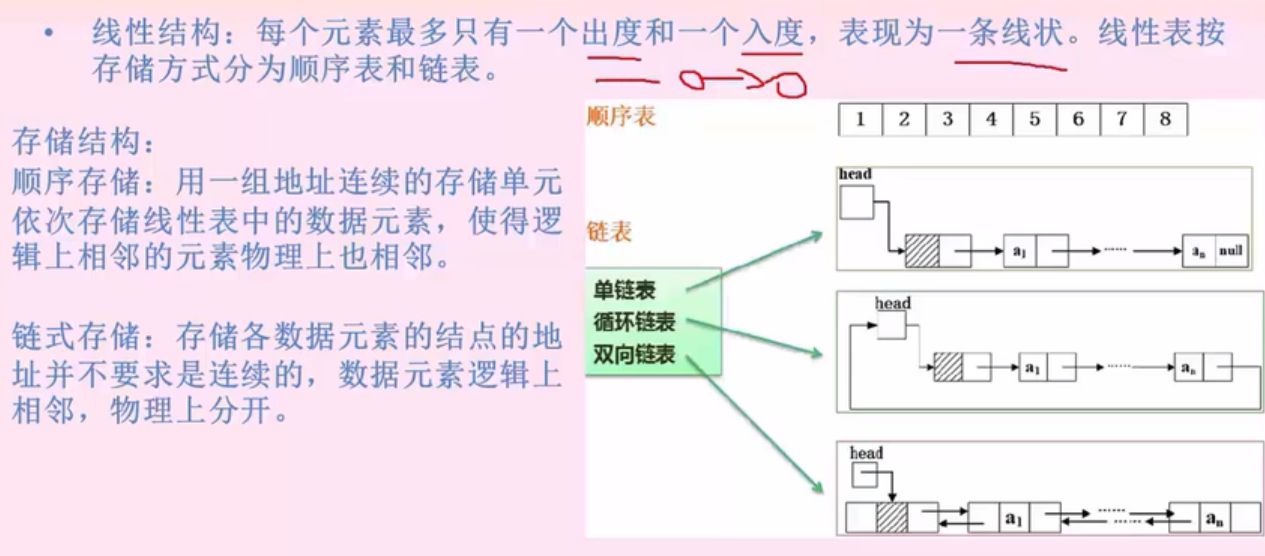 • 线性结构：每个元素最多只有一个出度和一个入度，表现为一条线状。线性表按
存储方式分为顺序表和链表。
存储结构：
顺序存储：用一组地址连续的存储单元
依次存储线性表中的数据元素，使得逻
辑上相邻的元素物理上也相邻。
链式存储：存储各数据元素的结点的地
址并不要求是连续的，数据元素逻辑上
相邻，物理上分开。
顺序表
1 2 3 4 5 6 7 8
链表
单链表
循环链表
双向链表
head
a1 ...... an null
head
a1 ...... an
head
a1 ...... ...... an